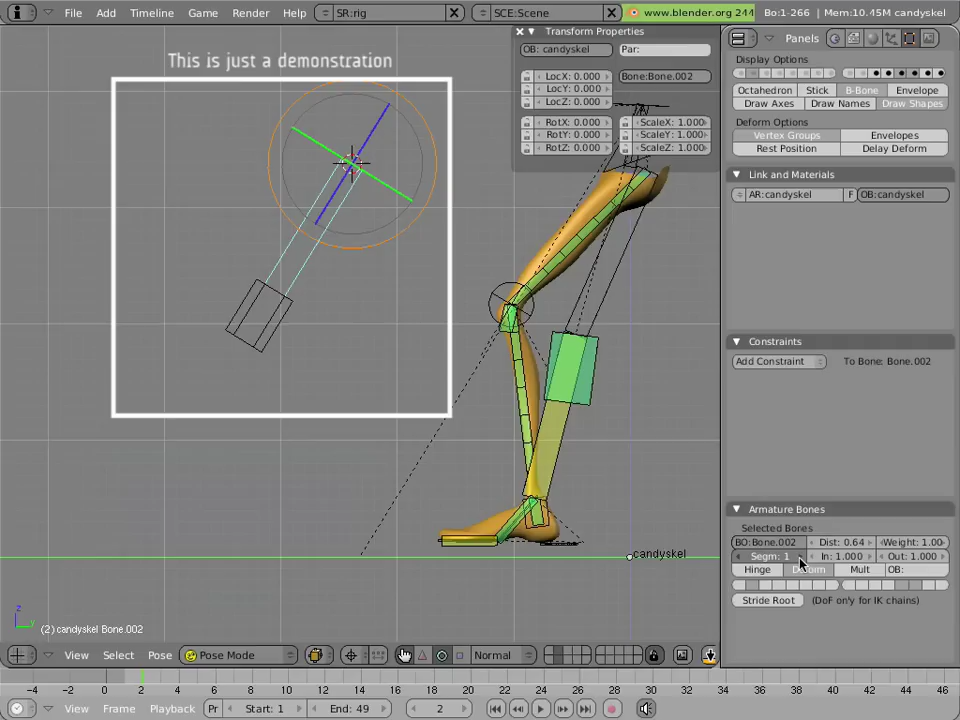 File Add Timeline Game Render Help SR:rig SCE:Scene www.blender.org 244 Bo:1-266 | Mem:10.45M candyskel
This is just a demonstration
Transform Properties
OB: candyskel Par:
LocX: 0.000 Bone:Bone.002
LocY: 0.000
LocZ: 0.000
RotX: 0.000 ScaleX: 1.000
RotY: 0.000 ScaleY: 1.000
RotZ: 0.000 ScaleZ: 1.000
Panels
Display Options
Octahedron Stick B-Bone Envelope
Draw Axes Draw Names Draw Shapes
Deform Options
Vertex Groups Envelopes
Rest Position Delay Deform
Link and Materials
AR:candyskel F OB:candyskel
Constraints
Add Constraint To Bone: Bone.002
Armature Bones
Selected Bones
BO:Bone.002 Dist: 0.64 Weight: 1.00
Segm: 1 In: 1.000 Out: 1.000
Hinge Deform Mult OB:
Stride Root (DoF only for IK chains)
candyskel
z
y
(2) candyskel Bone.002
View Select Pose Pose Mode Normal
-4 -2 0 2 4 6 8 10 12 14 16 18 20 22 24 26 28 30 32 34 36 38 40 42 44 46
View Frame Playback Pr Start: 1 End: 49 2